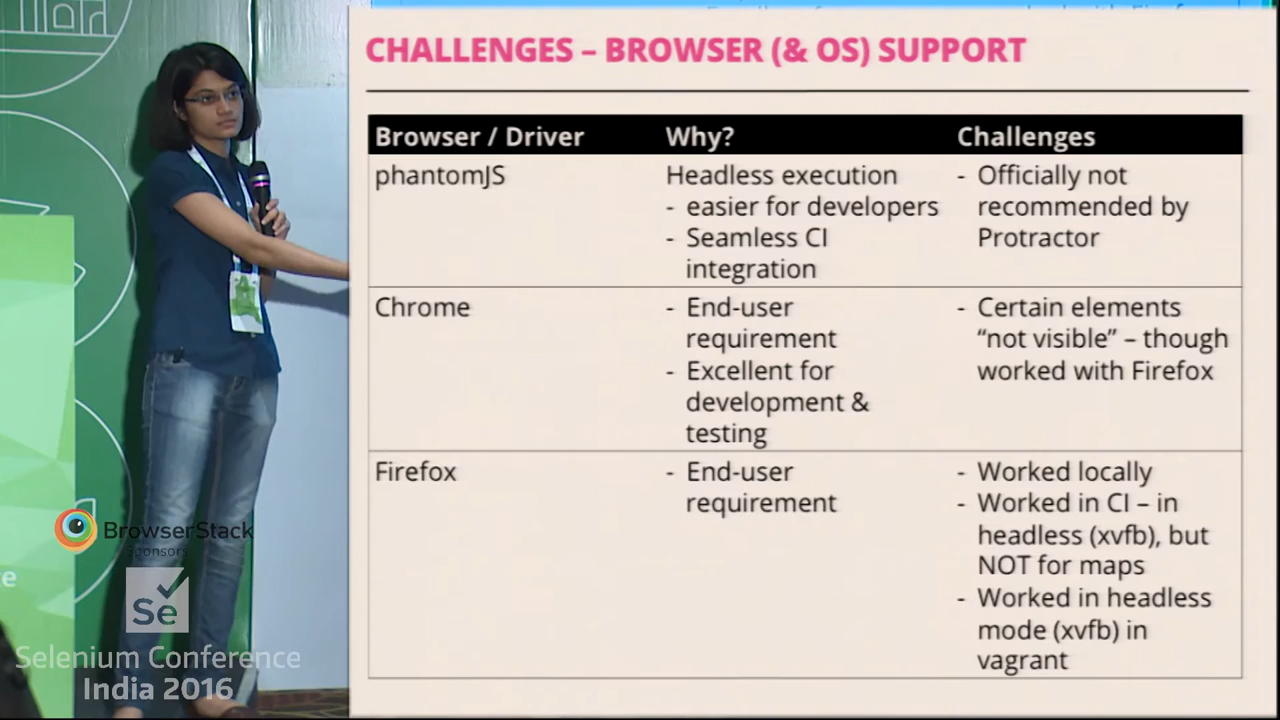 CHALLENGES – BROWSER (& OS) SUPPORT
Browser / Driver
Why?
Challenges
phantomJS
Headless execution
- easier for developers
- Seamless CI
integration
- Officially not
recommended by
Protractor
Chrome
- End-user
requirement
- Excellent for
development &
testing
- Certain elements
“not visible” – though
worked with Firefox
Firefox
- End-user
requirement
- Worked locally
- Worked in CI – in
headless (xvfb), but
NOT for maps
- Worked in headless
mode (xvfb) in
vagrant
BrowserStack
Sponsors
Se
Selenium Conference
India 2016